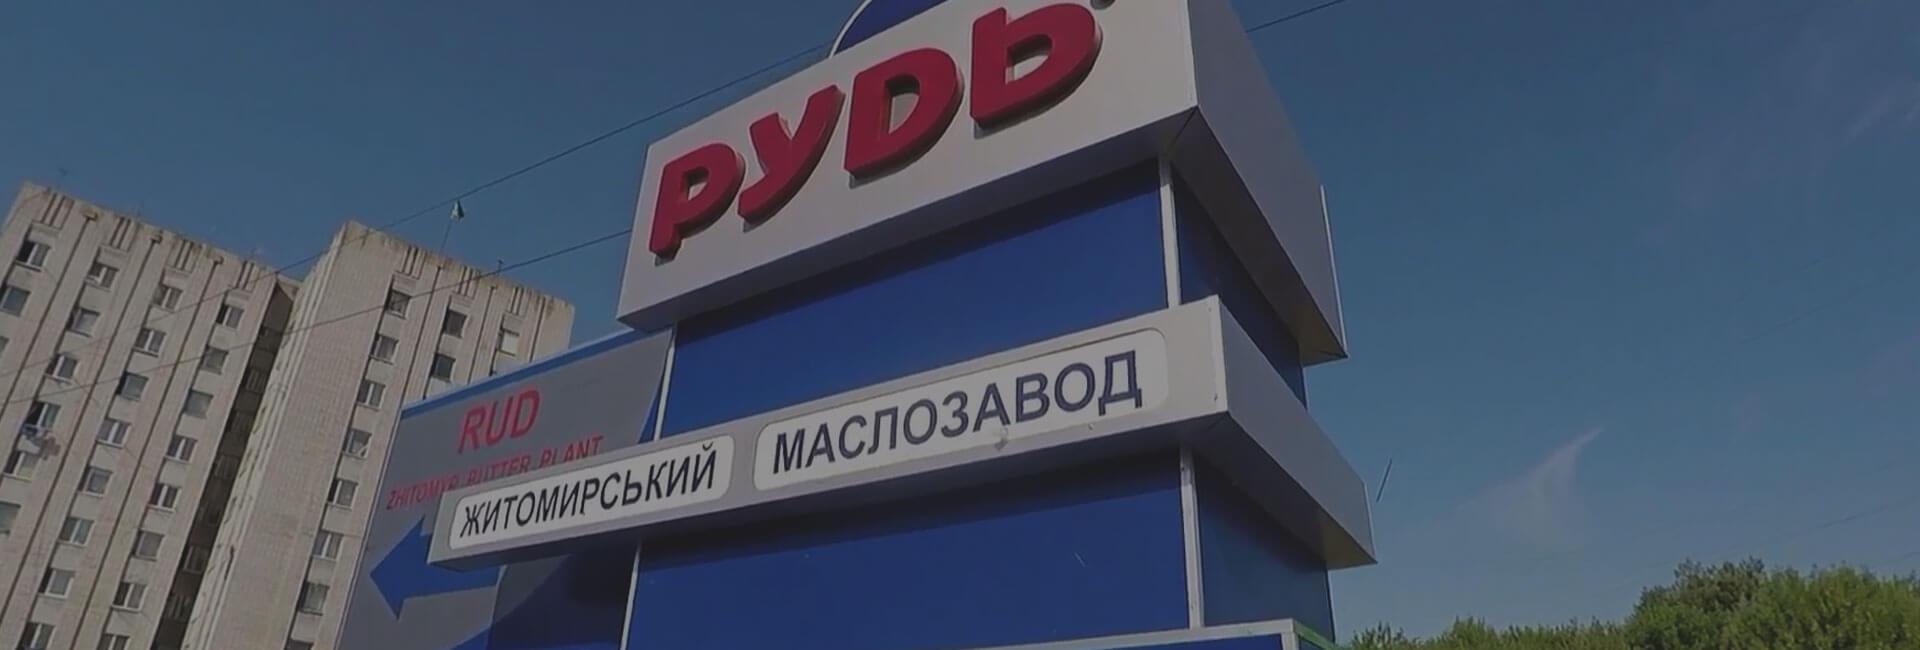 РУДЬ
RUD
ZHITOMYR BUTTER PLANT
ЖИТОМИРСЬКИЙ МАСЛОЗАВОД